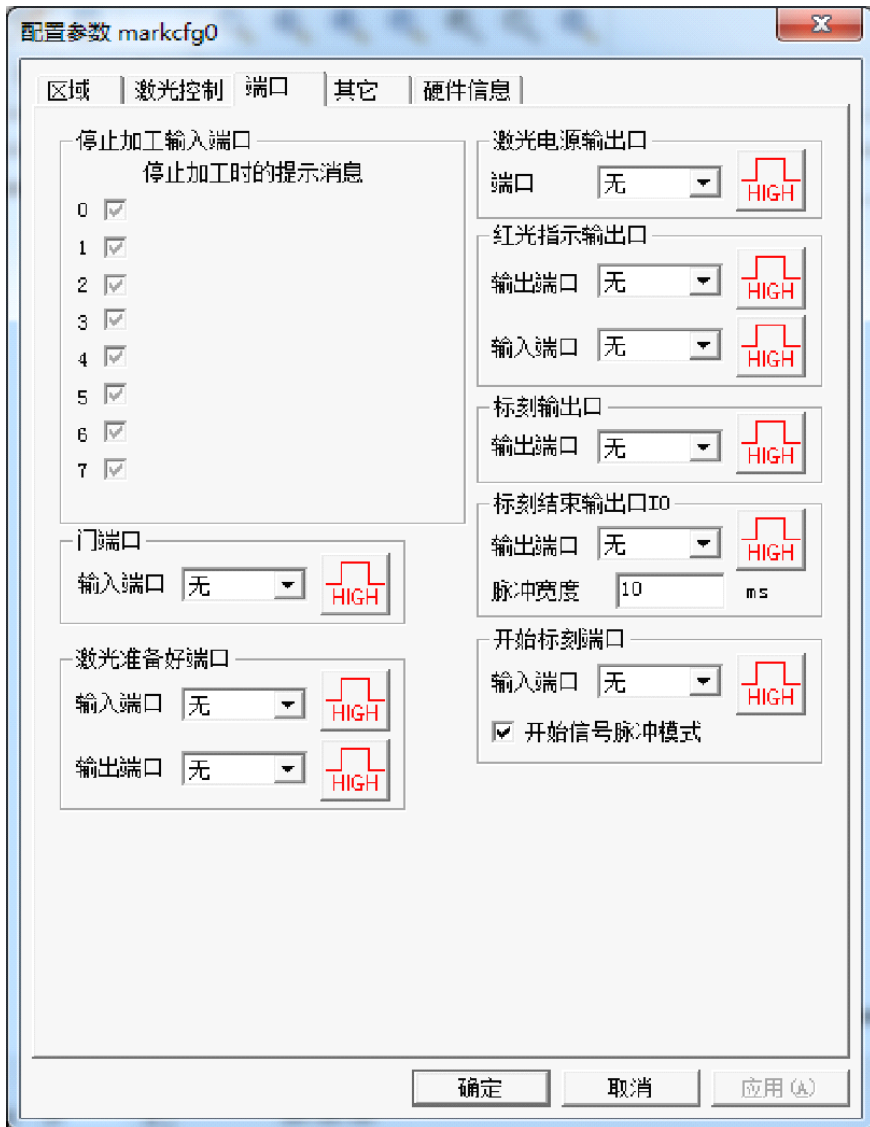 配置参数 markcfg0
区域 激光控制 端口 其它 硬件信息
停止加工输入端口
停止加工时的提示消息
0
1
2
3
4
5
6
7
门端口
输入端口 无 HIGH
激光准备好端口
输入端口 无 HIGH
输出端口 无 HIGH
激光电源输出口
端口 无 HIGH
红光指示输出口
输出端口 无 HIGH
输入端口 无 HIGH
标刻输出口
输出端口 无 HIGH
标刻结束输出口IO
输出端口 无 HIGH
脉冲宽度 10 ms
开始标刻端口
输入端口 无 HIGH
开始信号脉冲模式
确定 取消 应用(A)